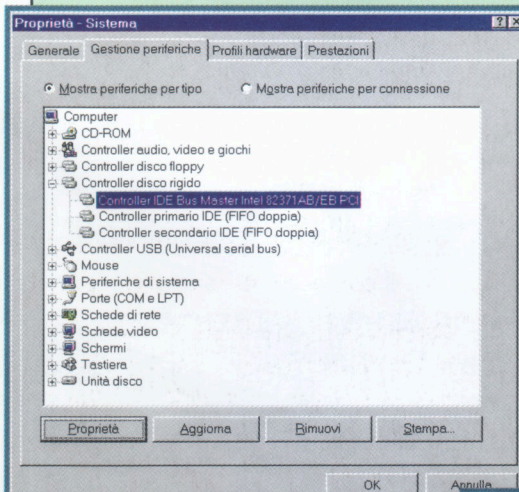 Proprietà - Sistema
Generale Gestione periferiche Profili hardware Prestazioni
Mostra periferiche per tipo Mostra periferiche per connessione
Computer
CD-ROM
Controller audio, video e giochi
Controller disco floppy
Controller disco rigido
Controller IDE Bus Master Intel 82371AB/EB PCI
Controller primario IDE (FIFO doppia)
Controller secondario IDE (FIFO doppia)
Controller USB (Universal serial bus)
Mouse
Periferiche di sistema
Porte (COM e LPT)
Schede di rete
Schede video
Schermi
Tastiera
Unità disco
Proprietà Aggiorna Rimuovi Stampa...
OK Annulla